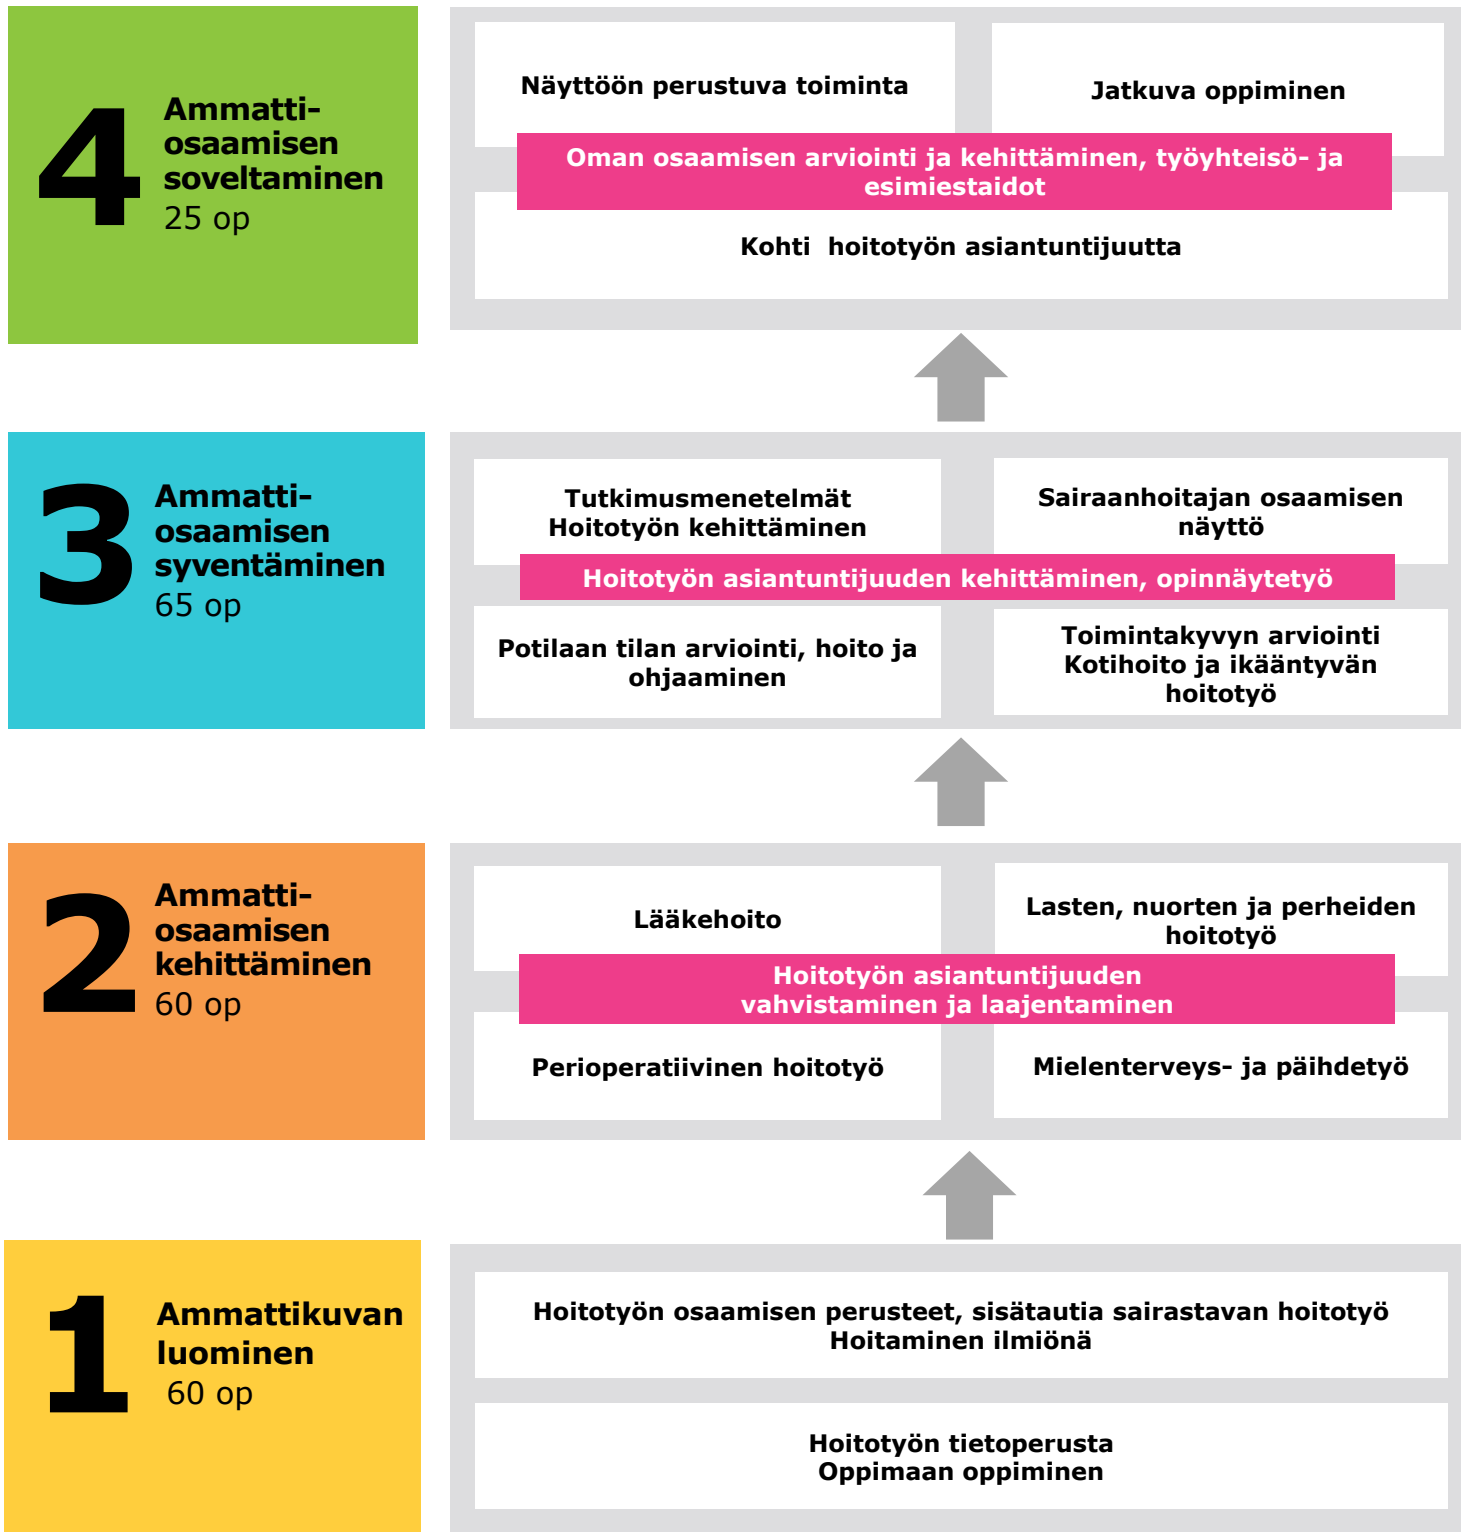 4
Ammatti-
osaamisen
soveltaminen
25 op
Näyttöön perustuva toiminta
Jatkuva oppiminen
Oman osaamisen arviointi ja kehittäminen, työyhteisö- ja
esimiestaidot
Kohti hoitotyön asiantuntijuutta
3
Ammatti-
osaamisen
syventäminen
65 op
Tutkimusmenetelmät
Hoitotyön kehittäminen
Sairaanhoitajan osaamisen
näyttö
Hoitotyön asiantuntijuuden kehittäminen, opinnäytetyö
Potilaan tilan arviointi, hoito ja
ohjaaminen
Toimintakyvyn arviointi
Kotihoito ja ikääntyvän
hoitotyö
2
Ammatti-
osaamisen
kehittäminen
60 op
Lääkehoito
Lasten, nuorten ja perheiden
hoitotyö
Hoitotyön asiantuntijuuden
vahvistaminen ja laajentaminen
Perioperatiivinen hoitotyö
Mielenterveys- ja päihdetyö
1
Ammattikuvan
luominen
60 op
Hoitotyön osaamisen perusteet, sisätautia sairastavan hoitotyö
Hoitaminen ilmiönä
Hoitotyön tietoperusta
Oppimaan oppiminen